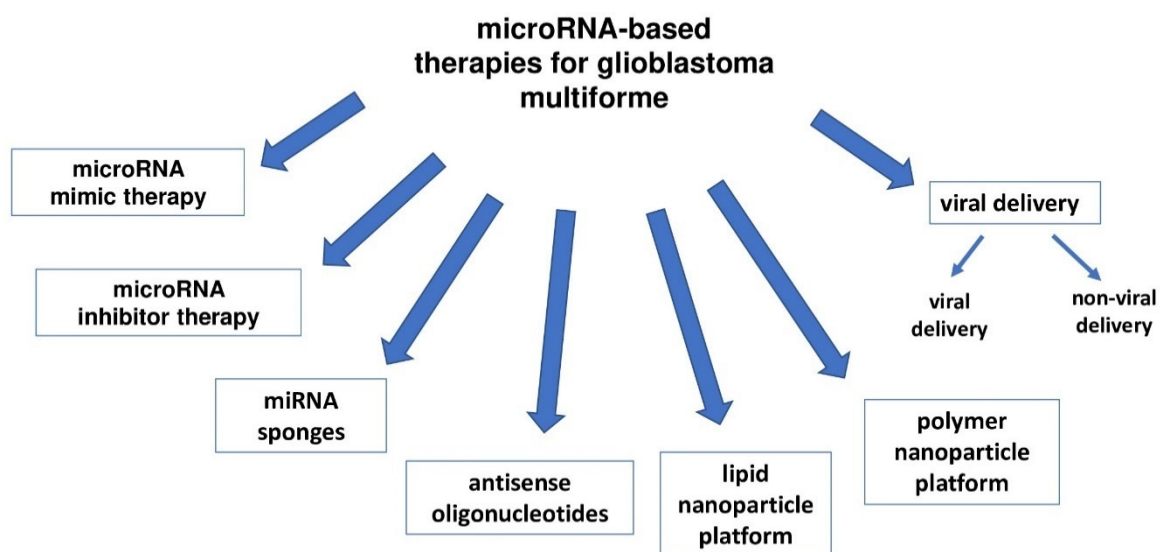 microRNA-based
therapies for glioblastoma
multiforme
microRNA
mimic therapy
microRNA
inhibitor therapy
miRNA
sponges
antisense
oligonucleotides
lipid
nanoparticle
platform
polymer
nanoparticle
platform
viral delivery
viral
delivery
non-viral
delivery